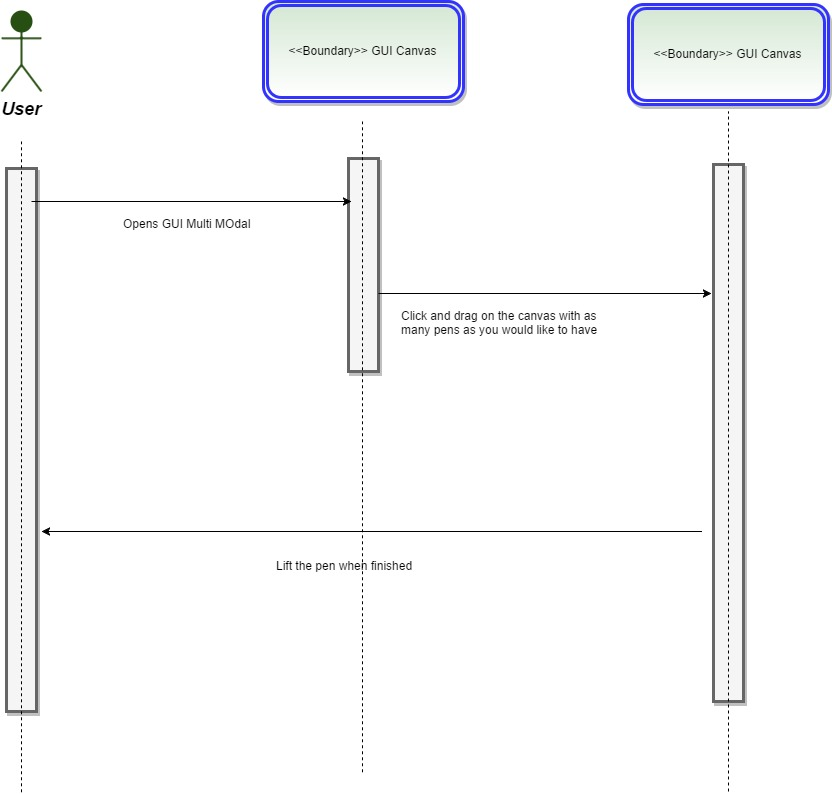 <<Boundary>> GUI Canvas
<<Boundary>> GUI Canvas
User
Opens GUI Multi MOdal
Click and drag on the canvas with as
many pens as you would like to have
Lift the pen when finished